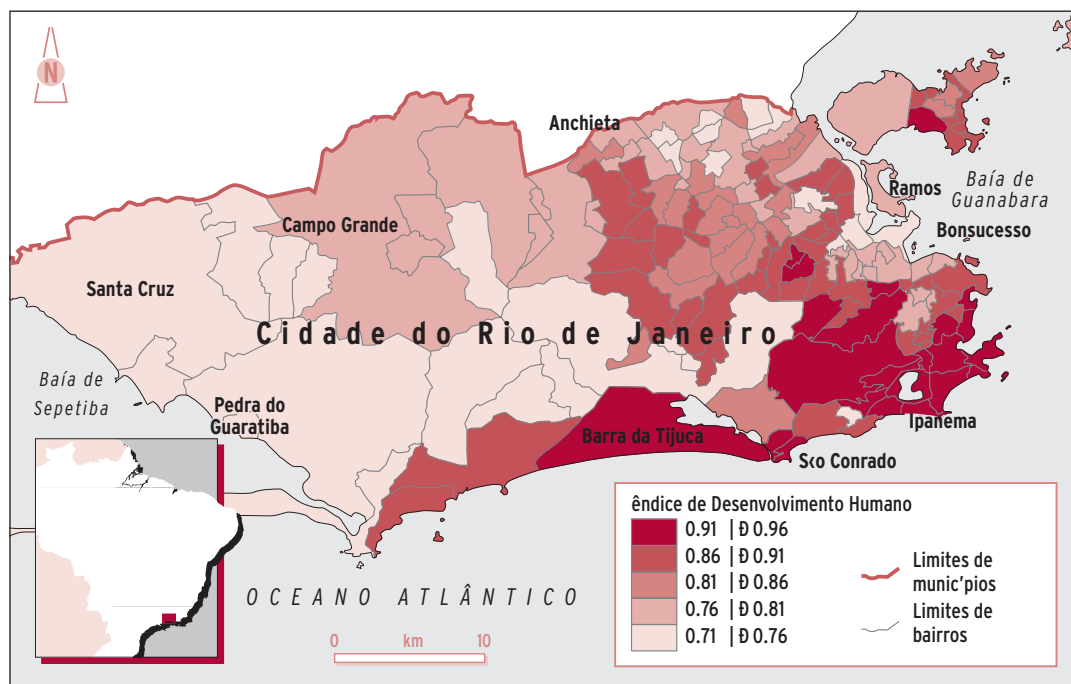 N
Anchieta
Ramos
Baía de
Guanabara
Bonsucesso
Campo Grande
Santa Cruz
Cidade do Rio de Janeiro
Baía de
Sepetiba
Pedra do
Guaratiba
Barra da Tijuca
Ipanema
Sco Conrado
OCEANO ATLÂNTICO
0 km 10
êndice de Desenvolvimento Humano
0.91 | Ð 0.96
0.86 | Ð 0.91
0.81 | Ð 0.86
0.76 | Ð 0.81
0.71 | Ð 0.76
Limites de
munic'pios
Limites de
bairros